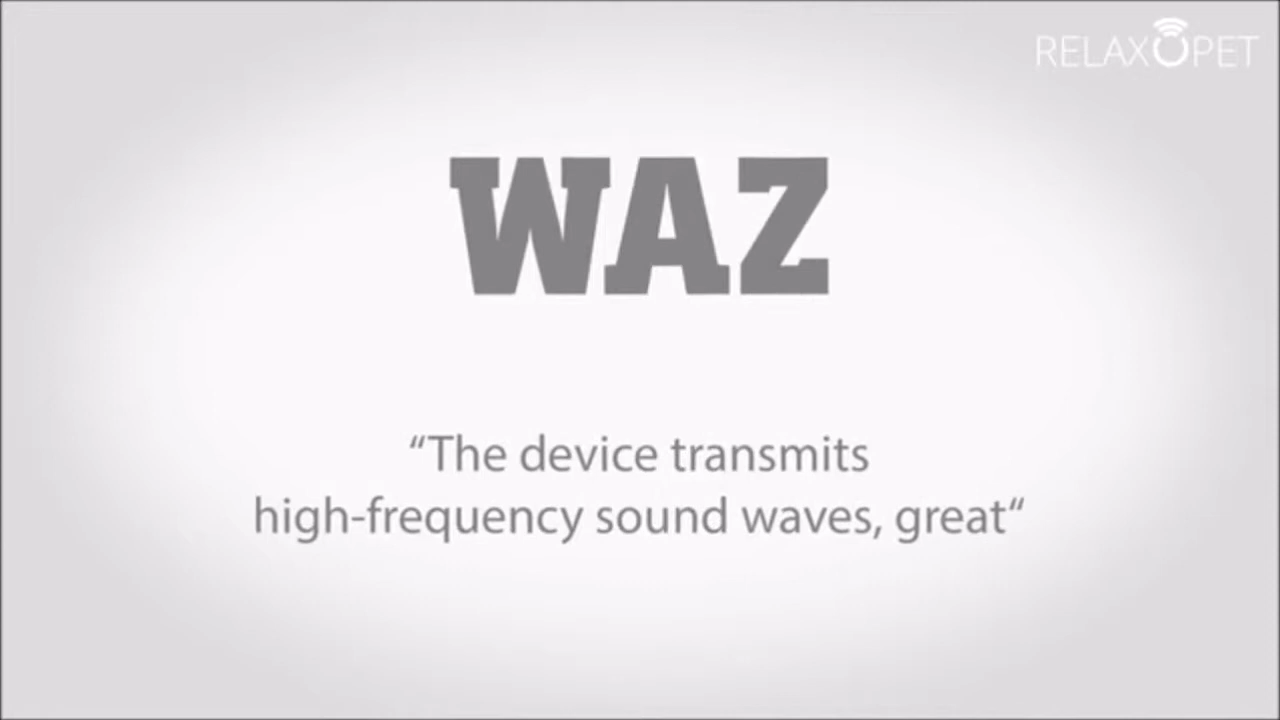 RELAXOPET
WAZ
“The device transmits
high-frequency sound waves, great“